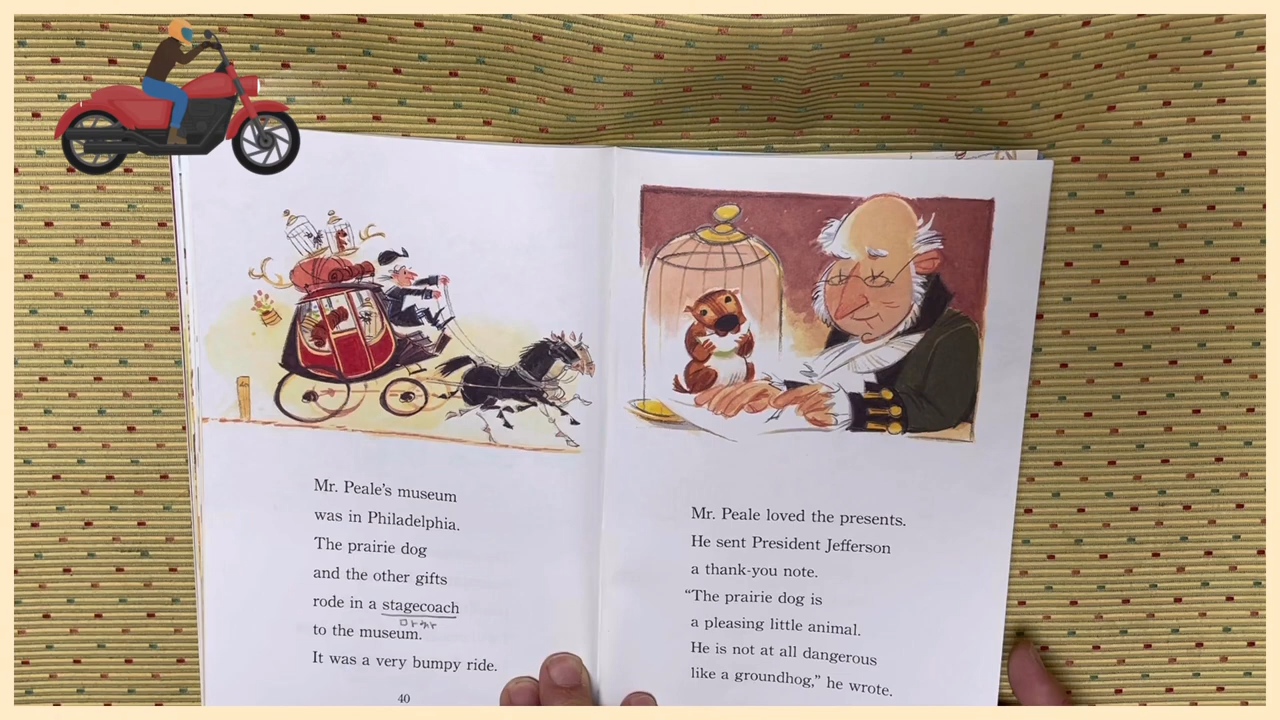 Mr. Peale's museum
was in Philadelphia.
The prairie dog
and the other gifts
rode in a stagecoach
마차
to the museum.
It was a very bumpy ride.
40
Mr. Peale loved the presents.
He sent President Jefferson
a thank-you note.
“The prairie dog is
a pleasing little animal.
He is not at all dangerous
like a groundhog,” he wrote.